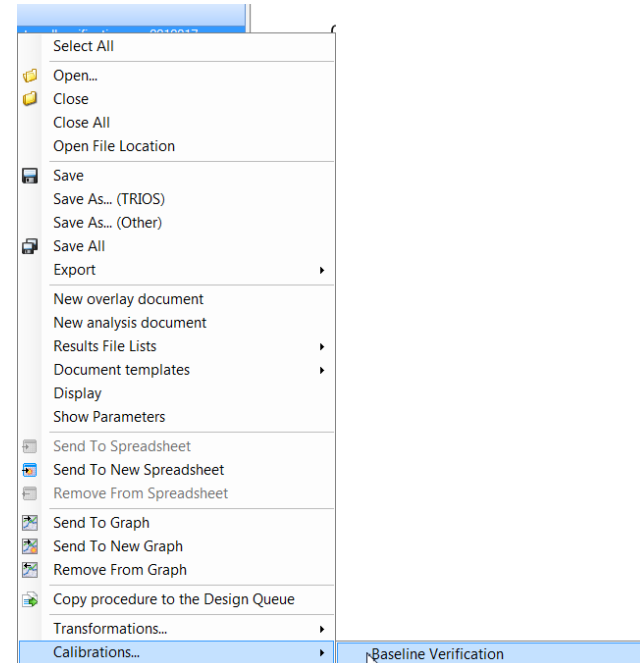 Select All
Open...
Close
Close All
Open File Location
Save
Save As... (TRIOS)
Save As... (Other)
Save All
Export
New overlay document
New analysis document
Results File Lists
Document templates
Display
Show Parameters
Send To Spreadsheet
Send To New Spreadsheet
Remove From Spreadsheet
Send To Graph
Send To New Graph
Remove From Graph
Copy procedure to the Design Queue
Transformations...
Calibrations...
Baseline Verification